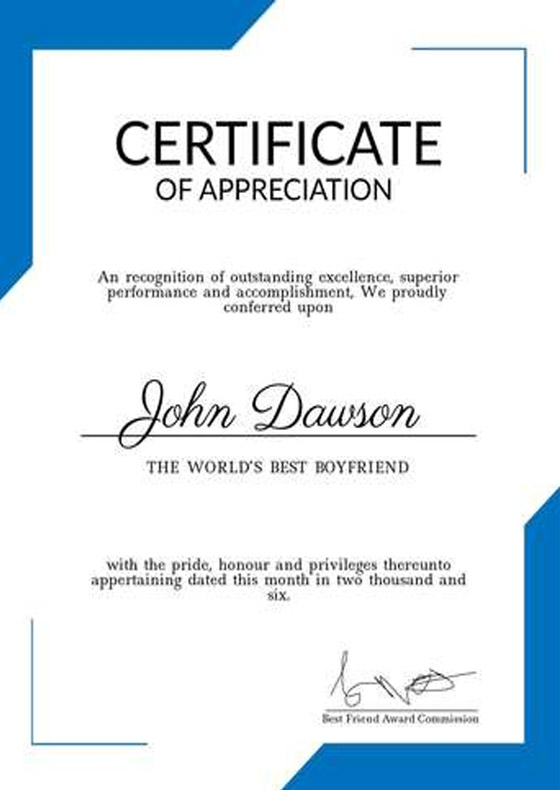 CERTIFICATE
OF APPRECIATION
An recognition of outstanding excellence, superior
performance and accomplishment, We proudly
conferred upon
John Dawson
THE WORLD'S BEST BOYFRIEND
with the pride, honour and privileges thereunto
appertaining dated this month in two thousand and
six.
Best Friend Award Commission